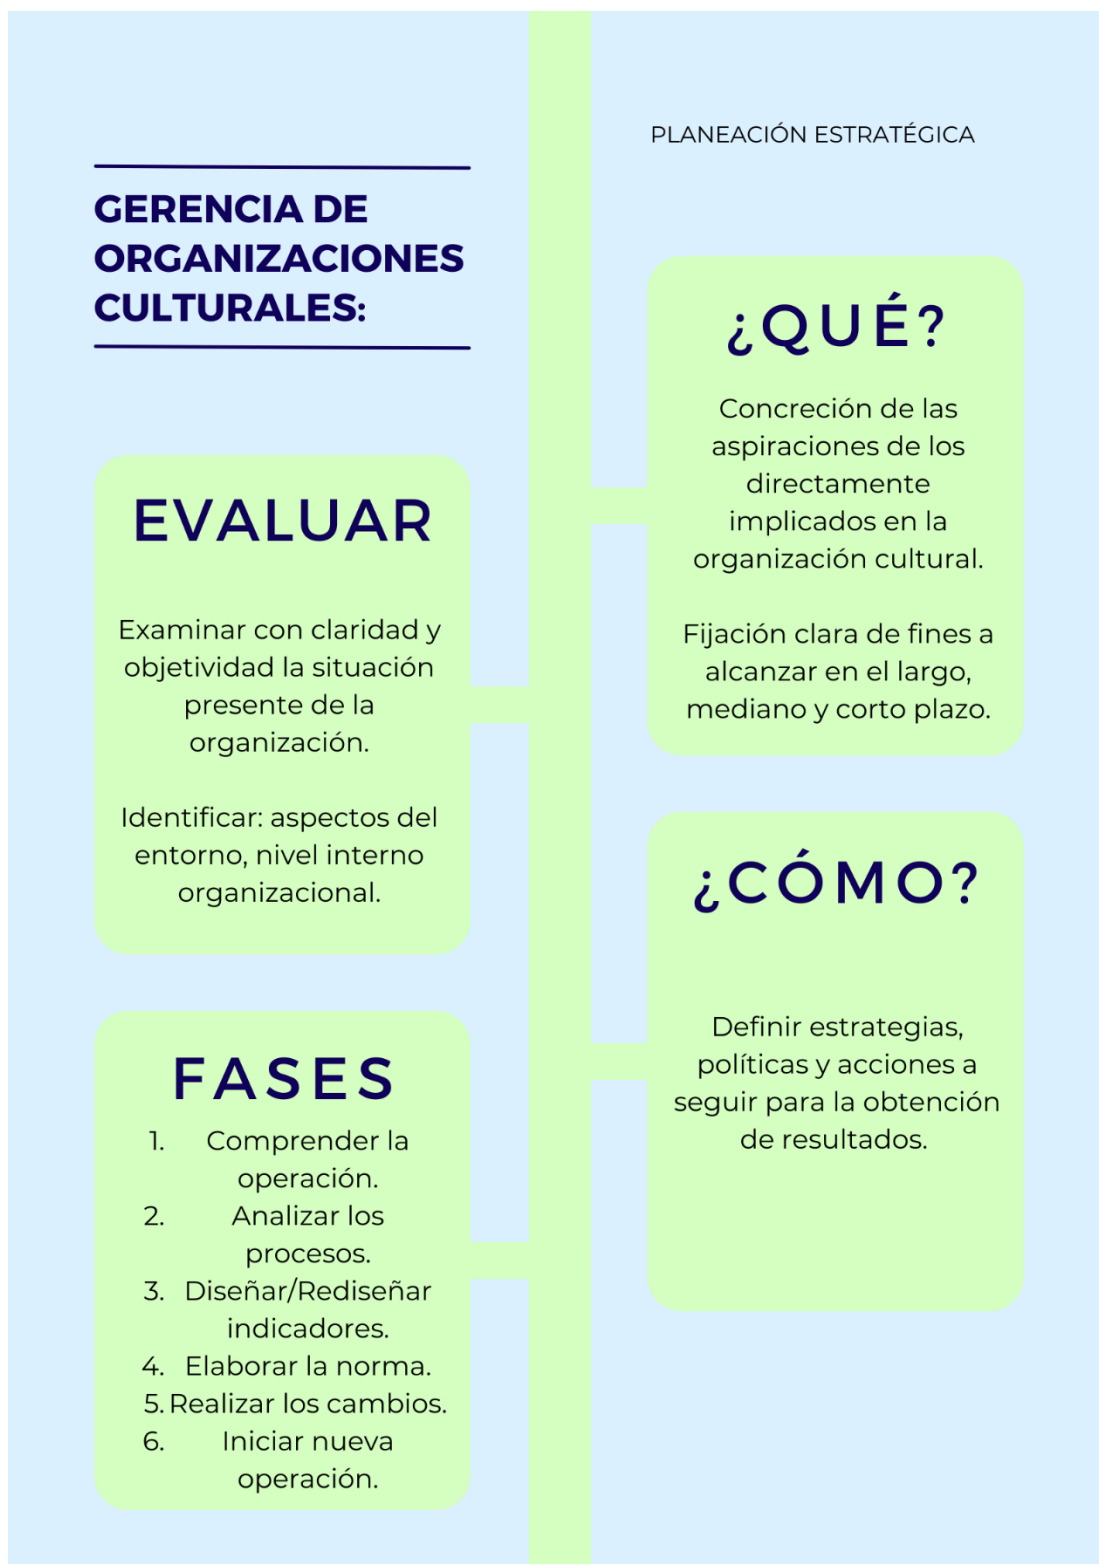 PLANEACIÓN ESTRATÉGICA
GERENCIA DE
ORGANIZACIONES
CULTURALES:
¿QUÉ?
Concreción de las
aspiraciones de los
directamente
implicados en la
organización cultural.
Fijación clara de fines a
alcanzar en el largo,
mediano y corto plazo.
EVALUAR
Examinar con claridad y
objetividad la situación
presente de la
organización.
Identificar: aspectos del
entorno, nivel interno
organizacional.
¿CÓMO?
Definir estrategias,
políticas y acciones a
seguir para la obtención
de resultados.
FASES
1. Comprender la
operación.
2. Analizar los
procesos.
3. Diseñar/Rediseñar
indicadores.
4. Elaborar la norma.
5. Realizar los cambios.
6. Iniciar nueva
operación.